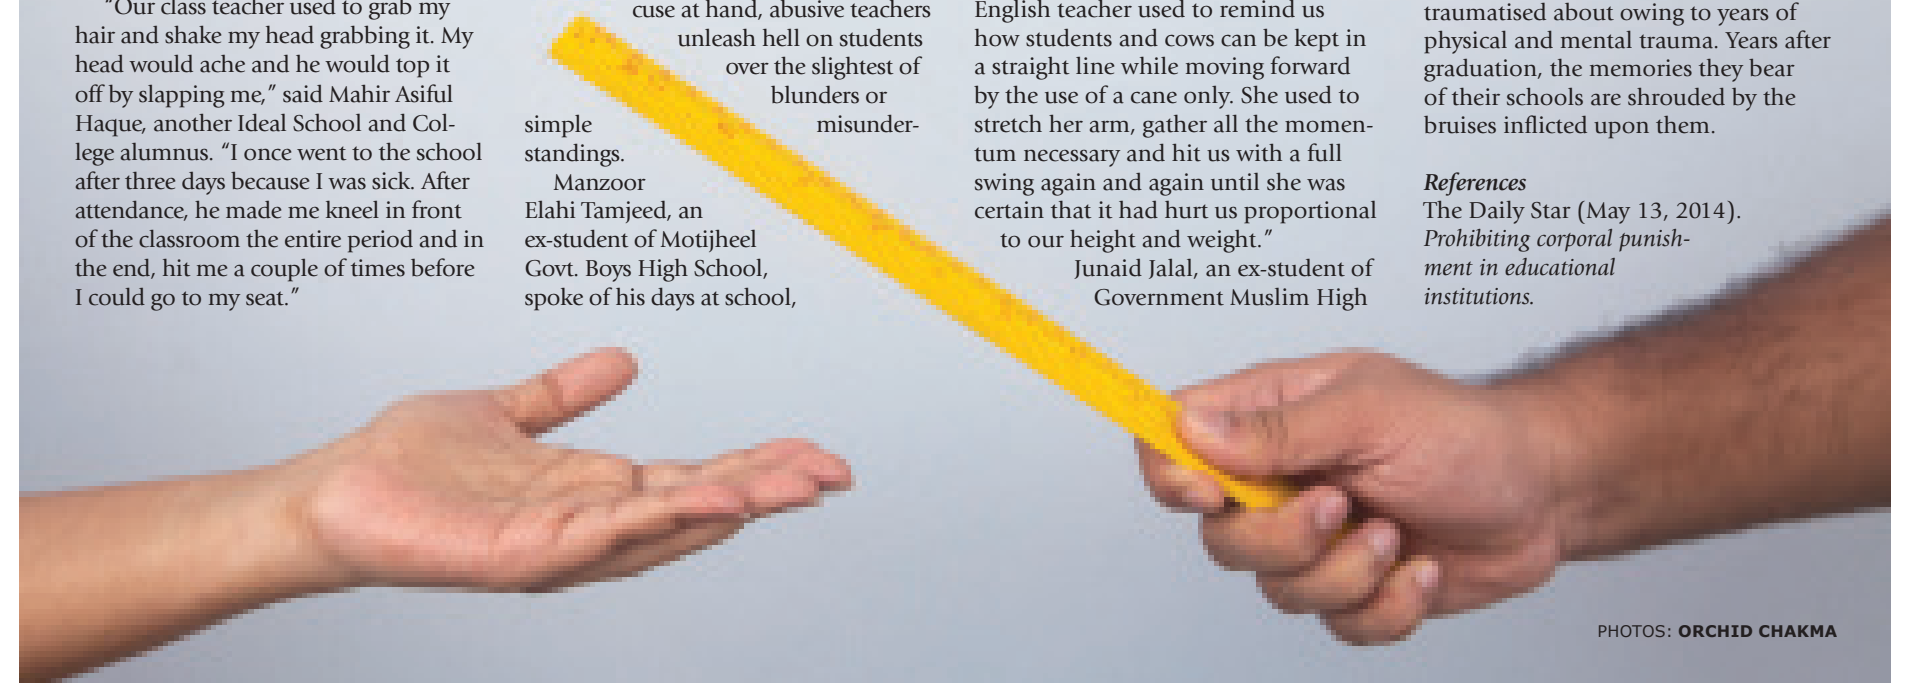 “Our class teacher used to grab my
hair and shake my head grabbing it. My
head would ache and he would top it
off by slapping me,” said Mahir Asiful
Haque, another Ideal School and Col-
lege alumnus. “I once went to the school
after three days because I was sick. After
attendance, he made me kneel in front
of the classroom the entire period and in
the end, hit me a couple of times before
I could go to my seat.”
cuse at hand, abusive teachers
unleash hell on students
over the slightest of
blunders or
simple misunder-
standings.
Manzoor
Elahi Tamjeed, an
ex-student of Motijheel
Govt. Boys High School,
spoke of his days at school,
English teacher used to remind us
how students and cows can be kept in
a straight line while moving forward
by the use of a cane only. She used to
stretch her arm, gather all the momen-
tum necessary and hit us with a full
swing again and again until she was
certain that it had hurt us proportional
to our height and weight.”
Junaid Jalal, an ex-student of
Government Muslim High
traumatised about owing to years of
physical and mental trauma. Years after
graduation, the memories they bear
of their schools are shrouded by the
bruises inflicted upon them.
References
The Daily Star (May 13, 2014).
Prohibiting corporal punish-
ment in educational
institutions.
PHOTOS: ORCHID CHAKMA